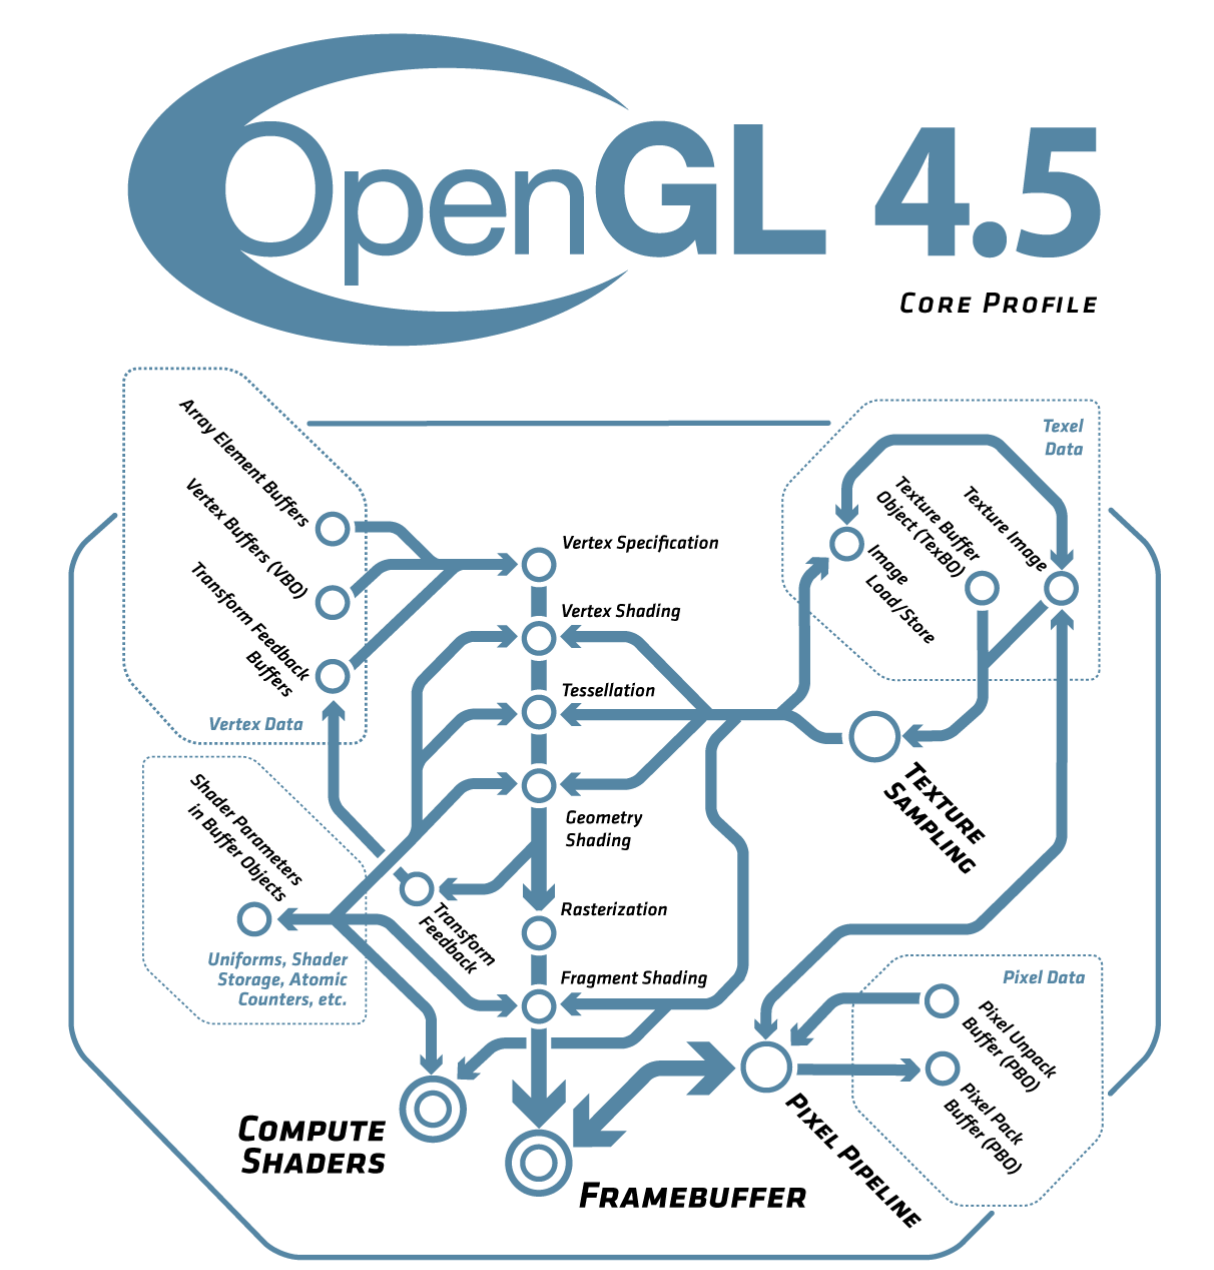 OpenGL 4.5
CORE PROFILE
Array Element Buffers
Vertex Buffers (VBO)
Transform Feedback
Buffers
Vertex Data
Vertex Specification
Vertex Shading
Tessellation
Geometry
Shading
Rasterization
Fragment Shading
Texel
Data
Texture Buffer
Object (TexBO)
Texture Image
Image
Load/Store
TEXTURE
SAMPLING
Shader Parameters
in Buffer Objects
Uniforms, Shader
Storage, Atomic
Counters, etc.
Transform
Feedback
Pixel Data
Pixel Unpack
Buffer (PBO)
Pixel Pack
Buffer (PBO)
PIXEL PIPELINE
COMPUTE
SHADERS
FRAMEBUFFER